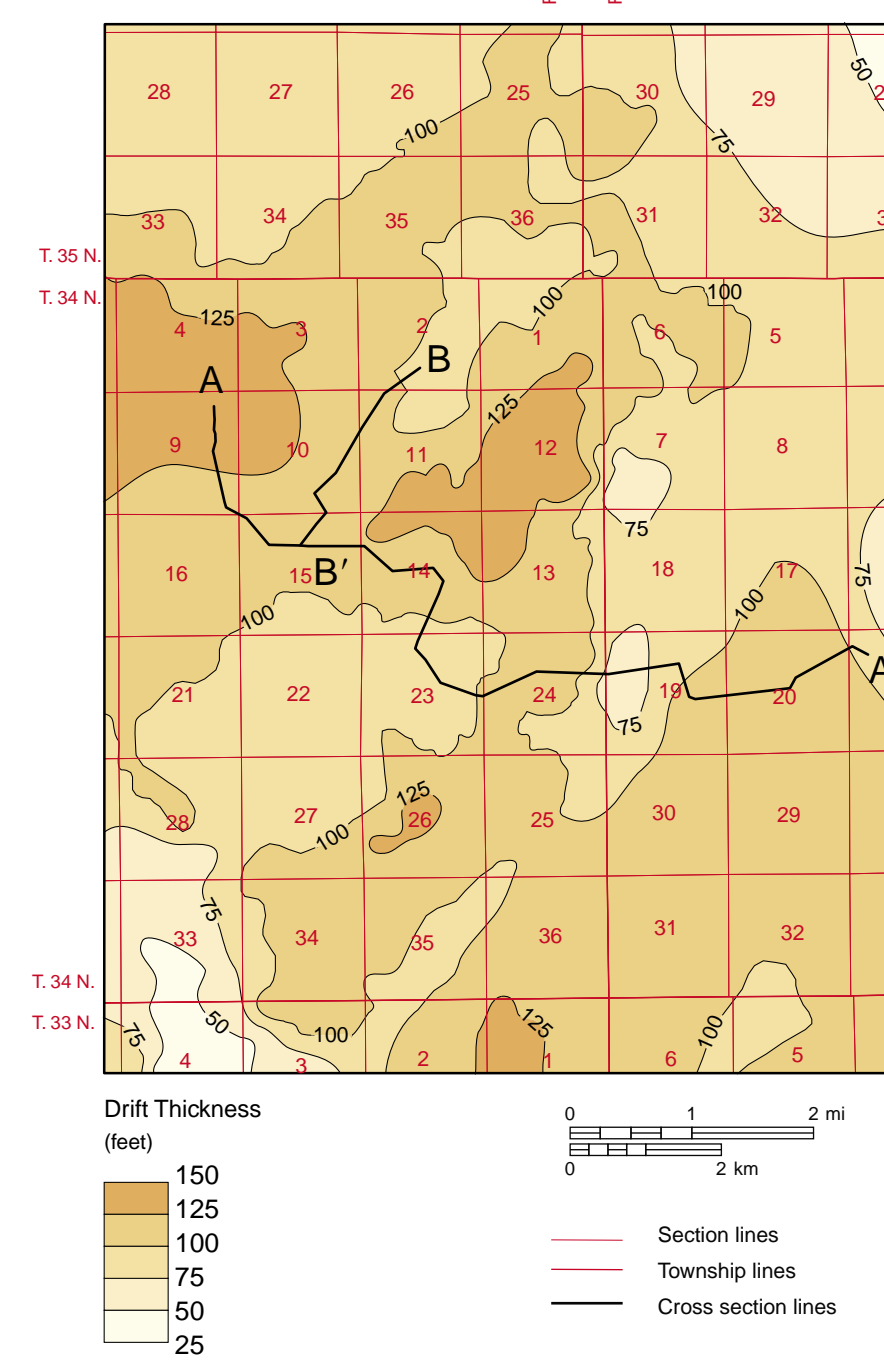 28 27 26 25 30 29
50
100
75
33 34 35 36 31 32
T. 35 N.
T. 34 N.
100
100
125
4 3 2 1 6 5
A B
125
9 10 11 12 7 8
75
16 15 B′ 14 13 18 17
75
100
100
21 22 23 24 19 20
A
75
125
28 27 26 25 30 29
100
75
33 34 35 36 31 32
T. 34 N.
T. 33 N.
75 50 100 125 100
4 3 2 1 6 5
Drift Thickness
(feet)
150
125
100
75
50
25
0 1 2 mi
0 2 km
Section lines
Township lines
Cross section lines